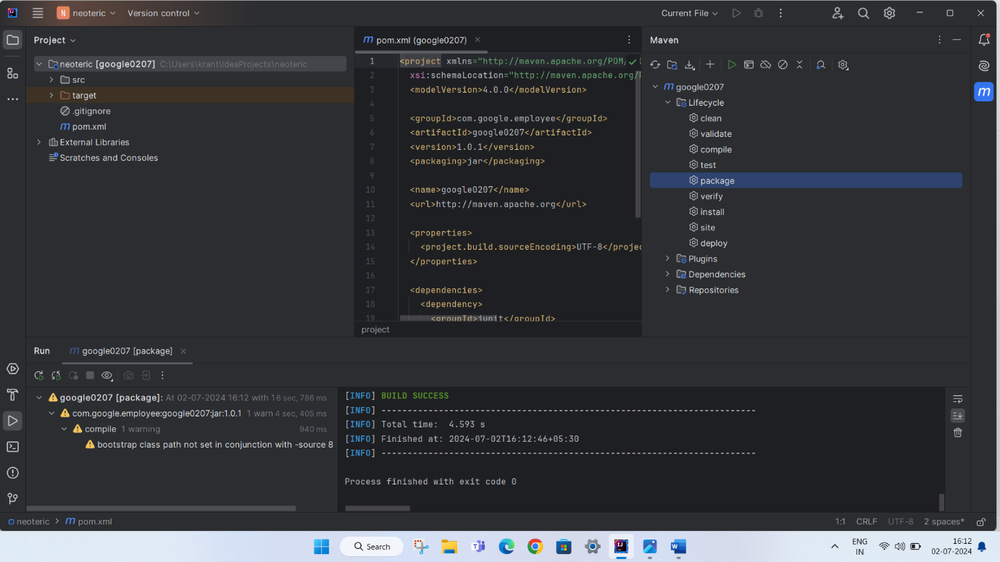 N neoteric Version control Current File
Project
neoteric [google0207] C:\Users\krant\IdeaProjects\neoteric
src
target
.gitignore
m pom.xml
External Libraries
Scratches and Consoles
m pom.xml (google0207)
1 <project xmlns="http://maven.apache.org/POM/
2 xsi:schemaLocation="http://maven.apache.org/
3 <modelVersion>4.0.0</modelVersion>
4
5 <groupId>com.google.employee</groupId>
6 <artifactId>google0207</artifactId>
7 <version>1.0.1</version>
8 <packaging>jar</packaging>
9
10 <name>google0207</name>
11 <url>http://maven.apache.org</url>
12
13 <properties>
14 <project.build.sourceEncoding>UTF-8</projec
15 </properties>
16
17 <dependencies>
18 <dependency>
19 <groupId>junit</groupId>
project
Maven
m google0207
Lifecycle
clean
validate
compile
test
package
verify
install
site
deploy
Plugins
Dependencies
Repositories
m
Run m google0207 [package]
google0207 [package]: At 02-07-2024 16:12 with 1 6 sec, 786 ms
com.google.employee:google0207:jar:1.0.1 1 warn 4 sec, 405 ms
compile 1 warning 940 ms
bootstrap class path not set in conjunction with -source 8
[INFO] BUILD SUCCESS
[INFO] ------------------------------------------------------------------------
[INFO] Total time:  4.593 s
[INFO] Finished at: 2024-07-02T16:12:46+05:30
[INFO] ------------------------------------------------------------------------
Process finished with exit code 0
neoteric > m pom.xml 1:1 CRLF UTF-8 2 spaces*
Search
ENG
IN
16:12
02-07-2024